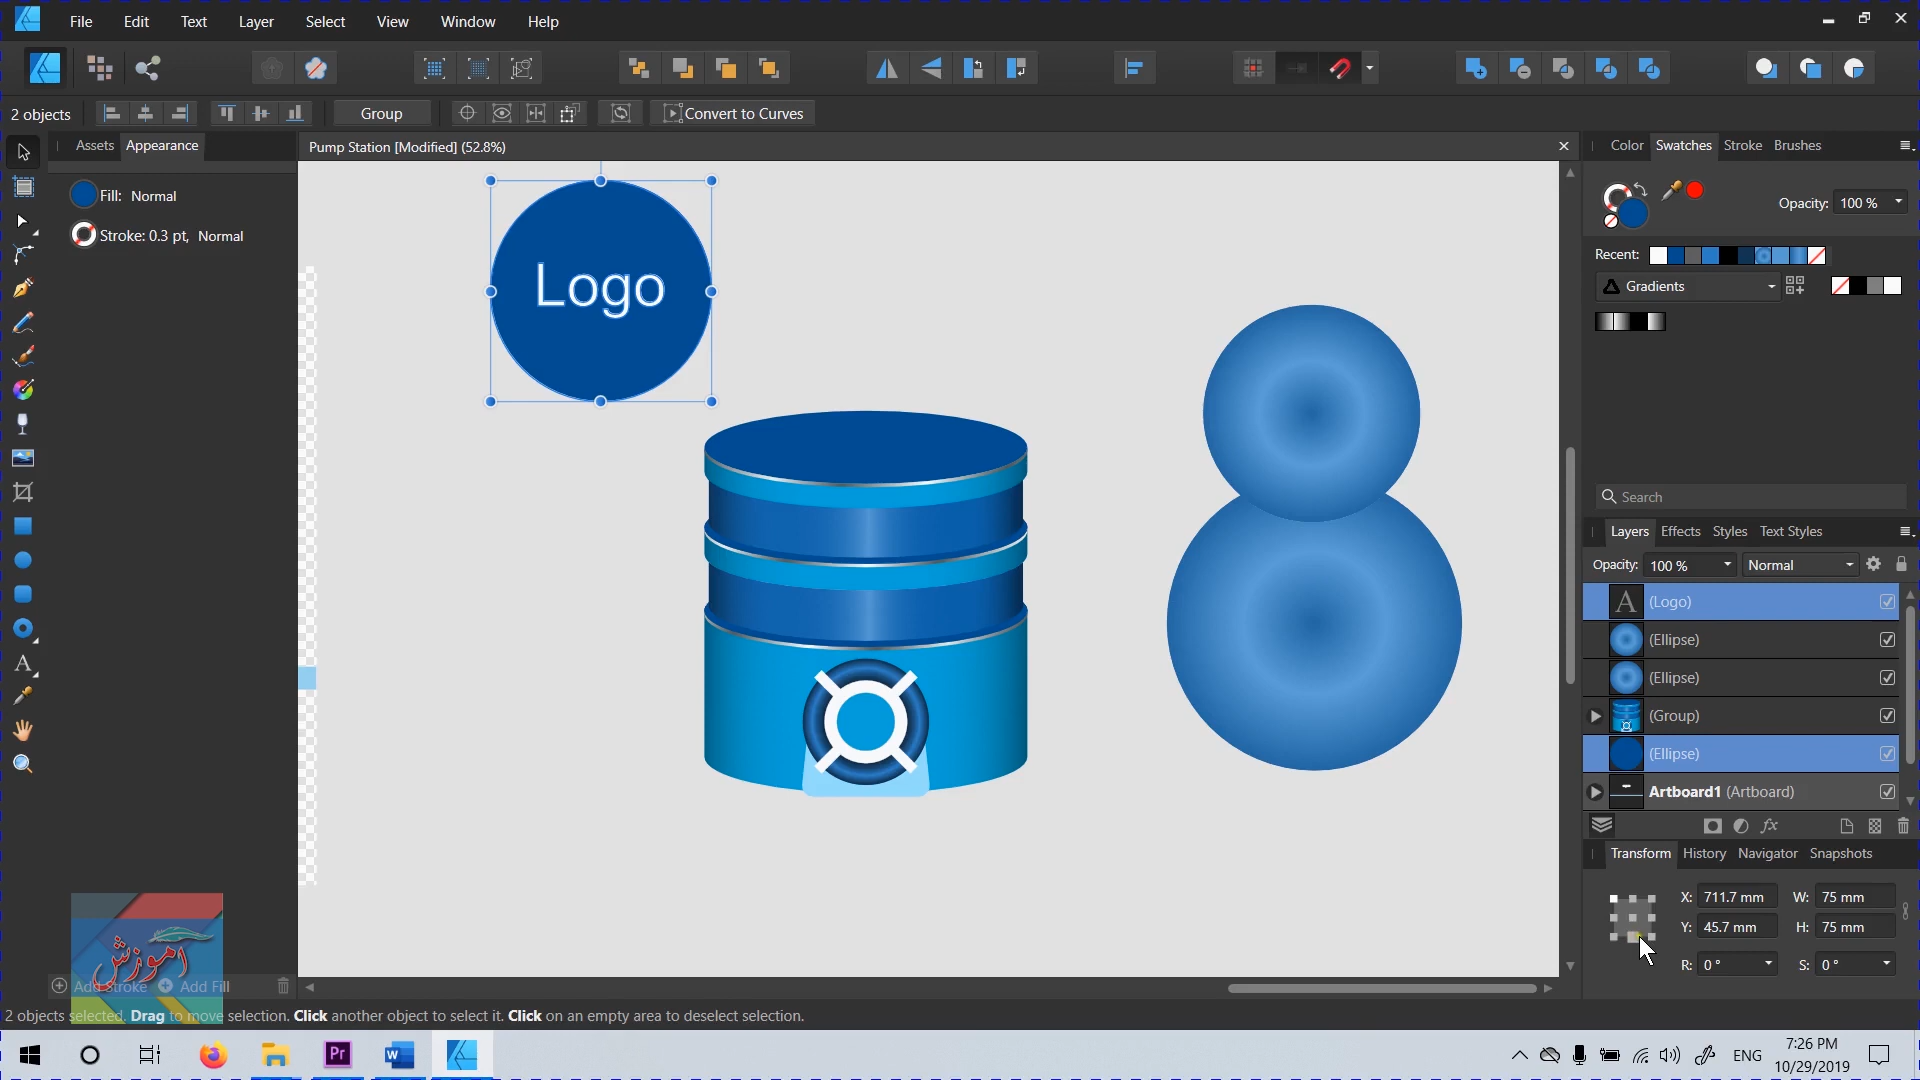 File Edit Text Layer Select View Window Help
2 objects Group Convert to Curves
Assets Appearance
Pump Station [Modified] (52.8%)
Color Swatches Stroke Brushes
Fill: Normal
Stroke: 0.3 pt, Normal
Opacity: 100 %
Recent:
Gradients
Logo
Search
Layers Effects Styles Text Styles
Opacity: 100 % Normal
A (Logo)
(Ellipse)
(Ellipse)
(Group)
(Ellipse)
Artboard1 (Artboard)
fx
Transform History Navigator Snapshots
X: 711.7 mm W: 75 mm
Y: 45.7 mm H: 75 mm
R: 0 ° S: 0 °
آموزش
Add Stroke Add Fill
2 objects selected. Drag to move selection. Click another object to select it. Click on an empty area to deselect selection.
Pr W
ENG
7:26 PM
10/29/2019